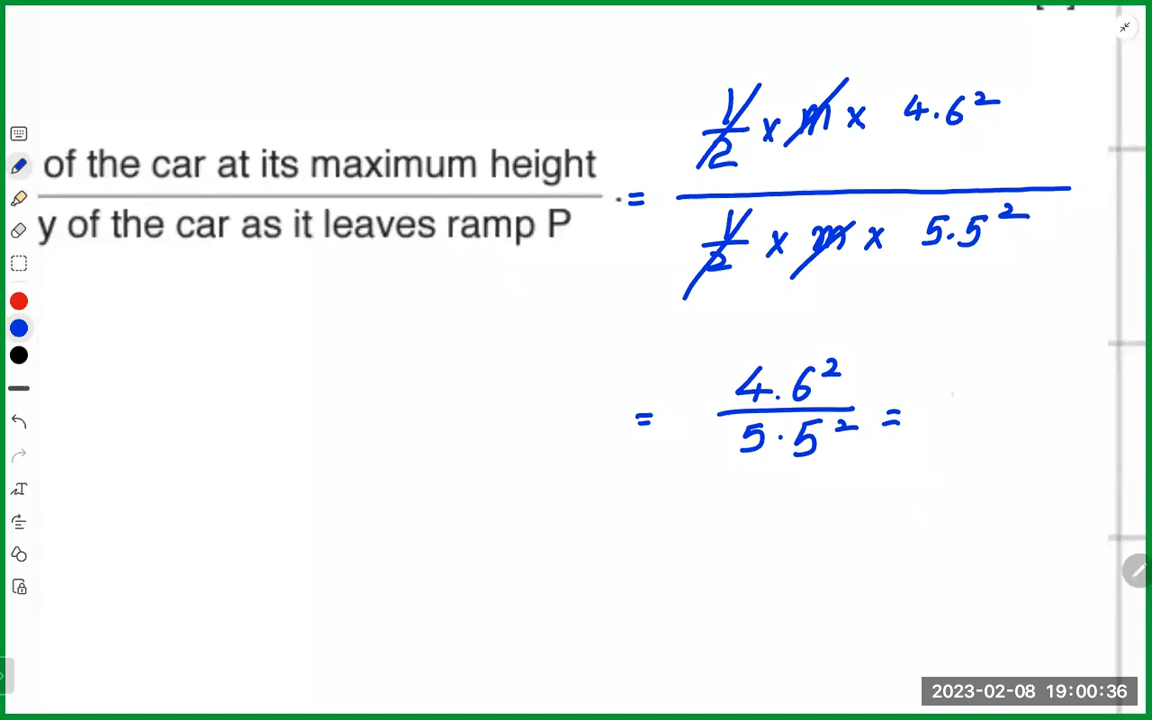 of the car at its maximum height
y of the car as it leaves ramp P
= 1/2 × m × 4.6²
1/2 × m × 5.5²
= 4.6²
5.5² =
2023-02-08 19:00:36